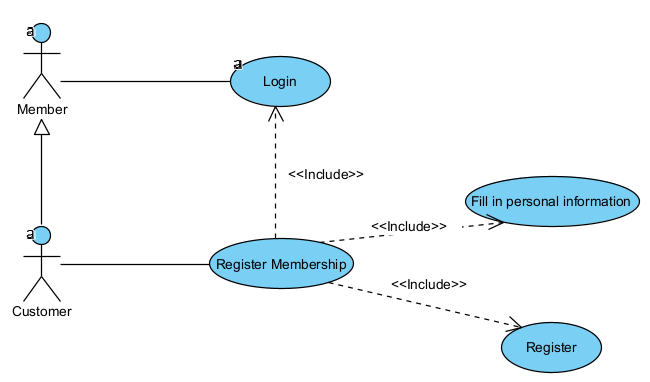 a
a
Login
Member
<<Include>>
Fill in personal information
<<Include>>
a
Register Membership
<<Include>>
Customer
Register